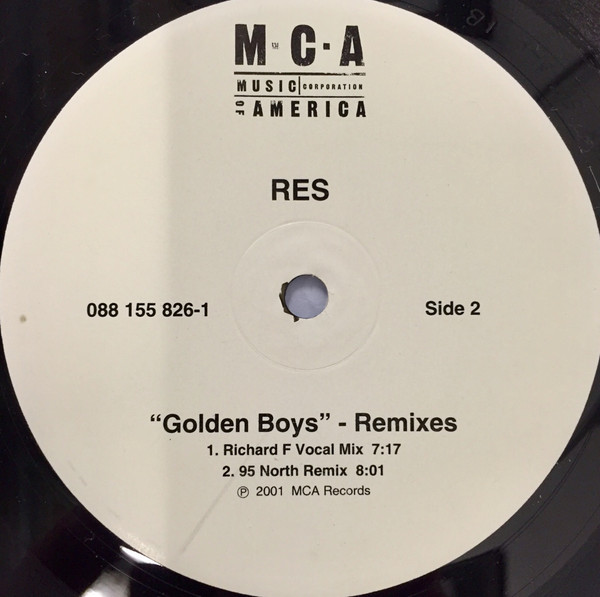 M·C·A
MUSIC CORPORATION
OF AMERICA
RES
088 155 826-1
Side 2
“Golden Boys” - Remixes
1. Richard F Vocal Mix 7:17
2. 95 North Remix 8:01
℗ 2001 MCA Records